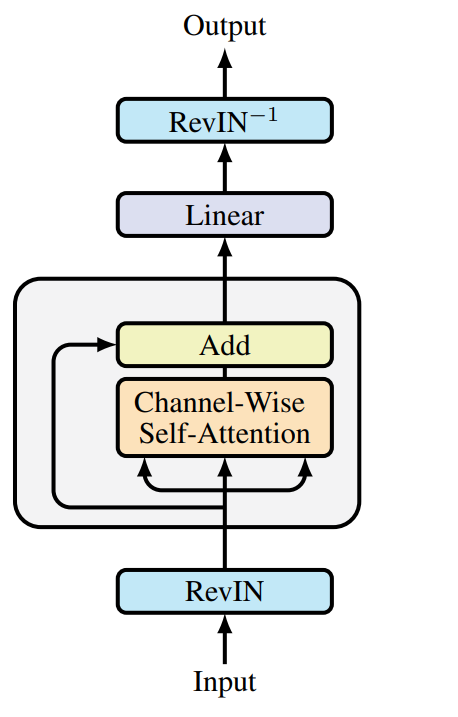 Output
RevIN⁻¹
Linear
Add
Channel-Wise
Self-Attention
RevIN
Input